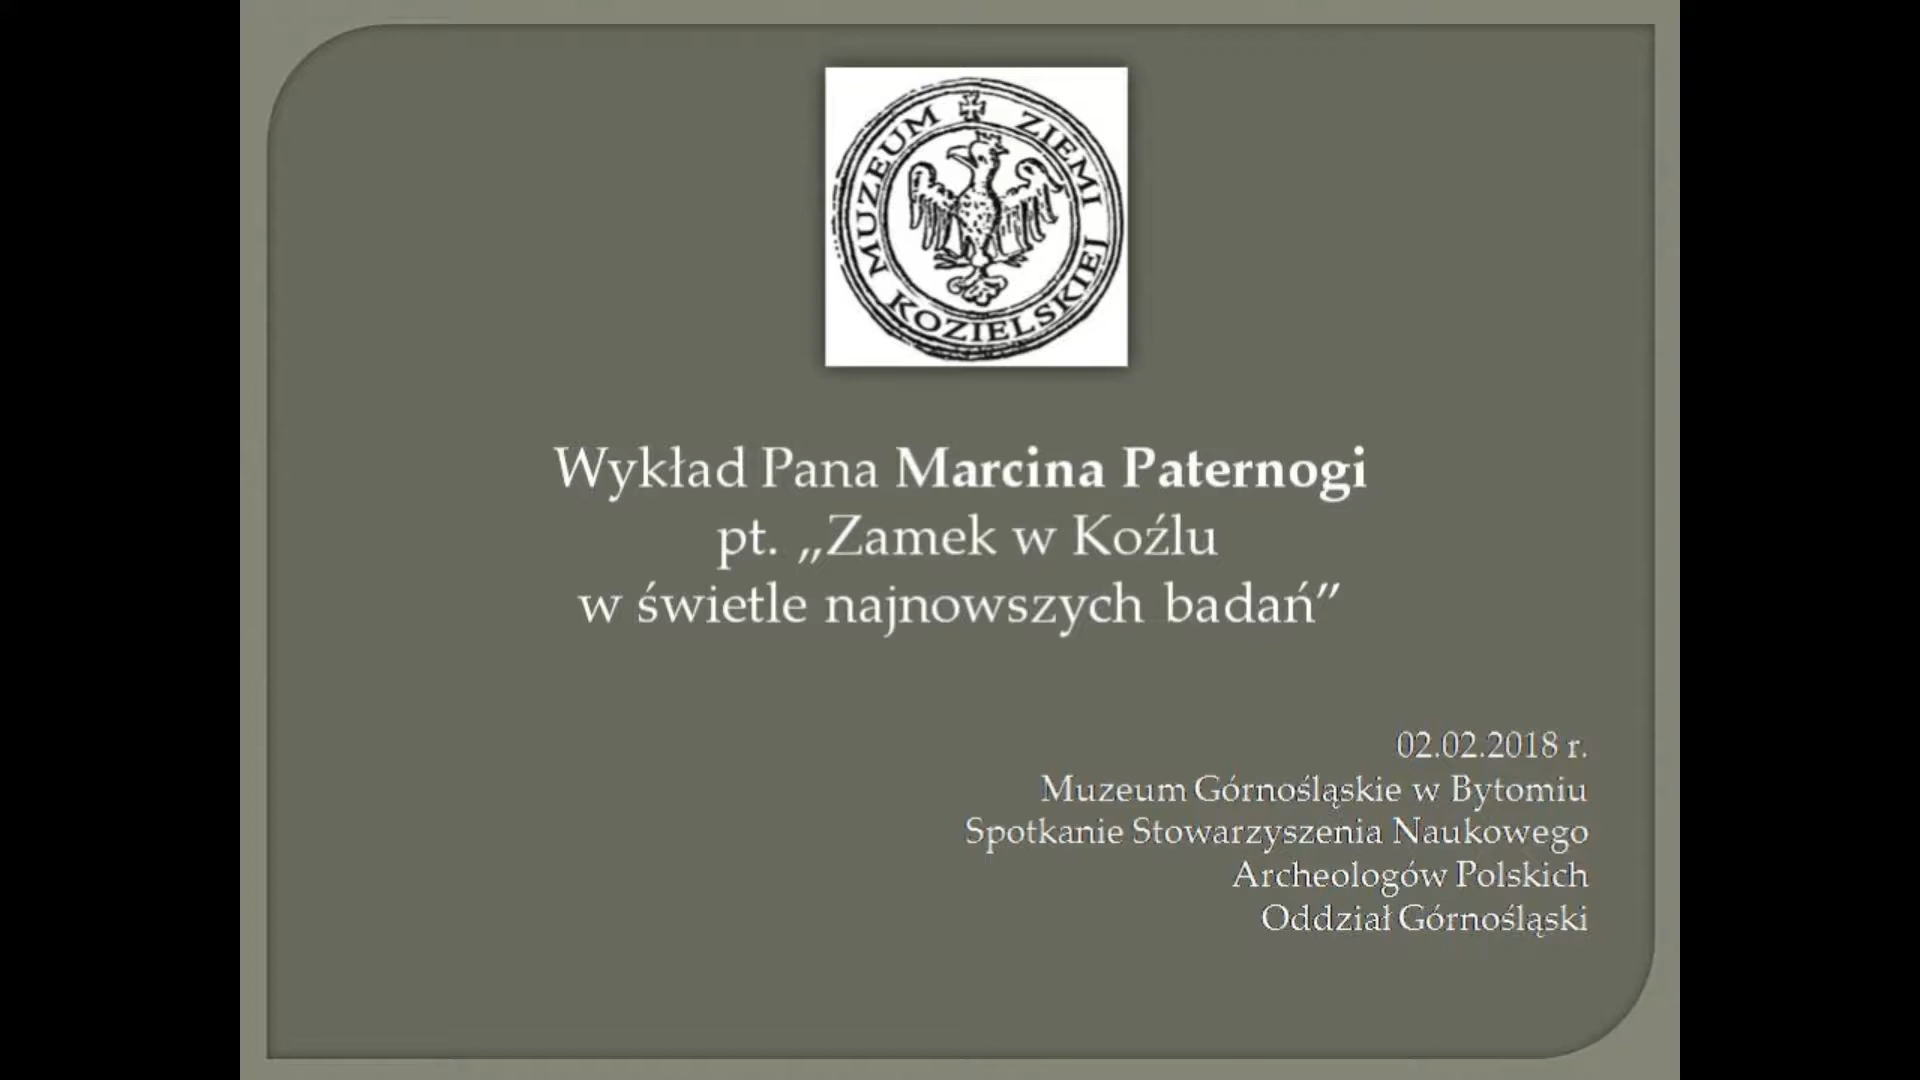 MUZEUM ZIEMI KOZIELSKIEJ
Wykład Pana Marcina Paternogi
pt. „Zamek w Koźlu
w świetle najnowszych badań”
02.02.2018 r.
Muzeum Górnośląskie w Bytomiu
Spotkanie Stowarzyszenia Naukowego
Archeologów Polskich
Oddział Górnośląski